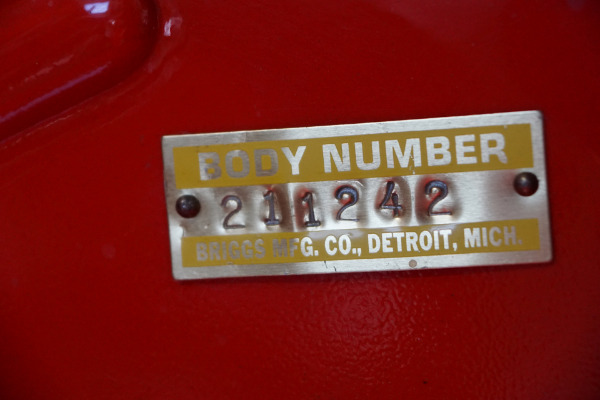 BODY NUMBER
211242
BRIGGS MFG. CO., DETROIT, MICH.